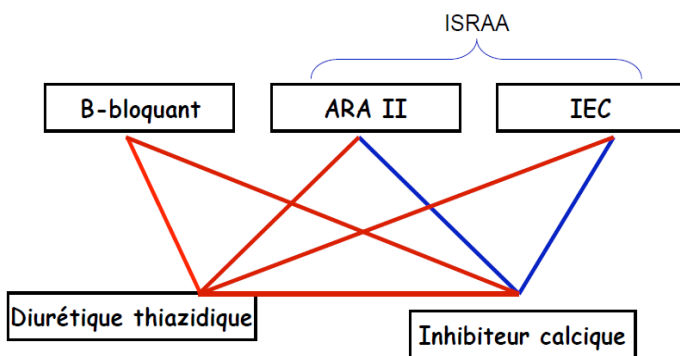 ISRAA
B-bloquant
ARA II
IEC
Diurétique thiazidique
Inhibiteur calcique